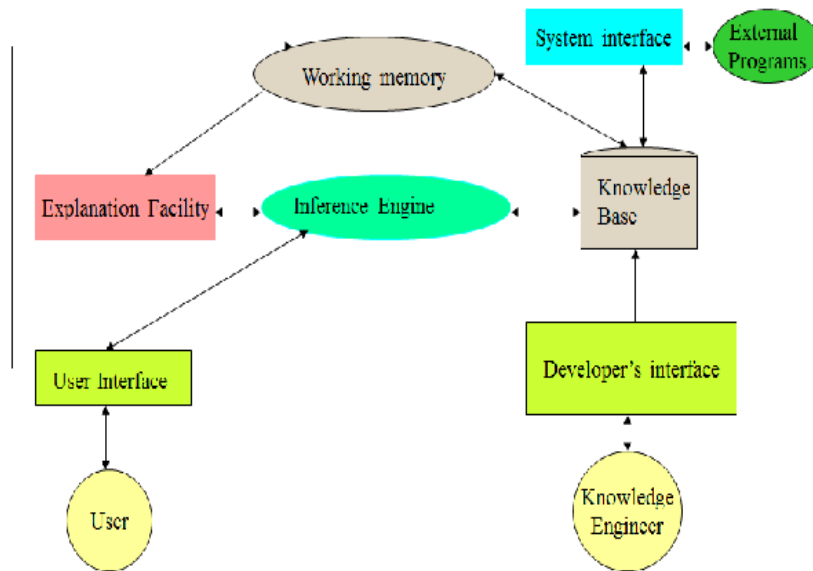 System interface
External
Programs
Working memory
Explanation Facility
Inference Engine
Knowledge
Base
User Interface
Developer's interface
User
Knowledge
Engineer